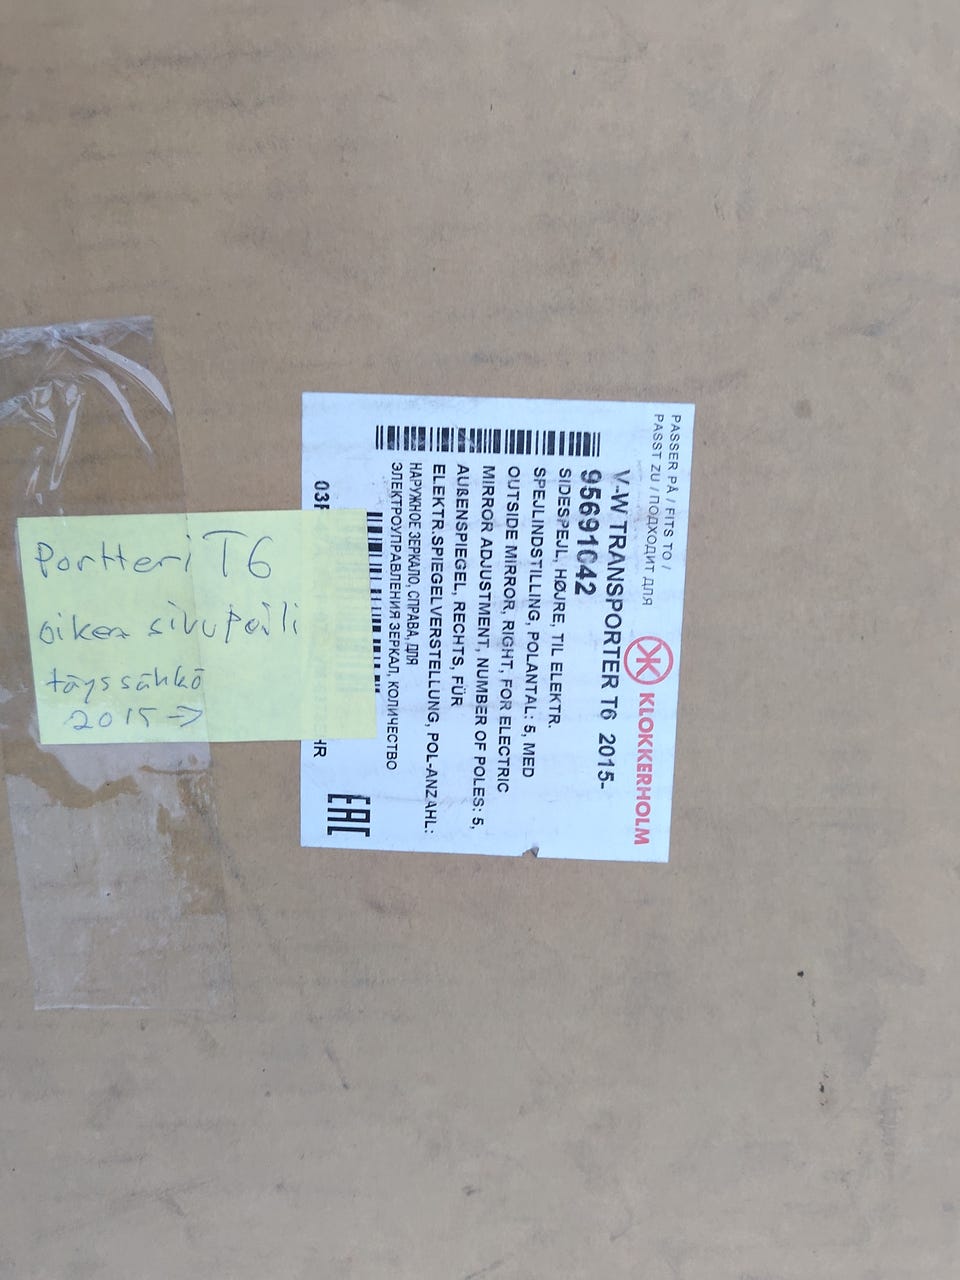 PASSER PÅ / FITS TO /
PASST ZU / ПОДХОДИТ ДЛЯ
KLOKKERHOLM
V-W TRANSPORTER T6 2015-
95691042
SIDESPEJL, HØJRE, TIL ELEKTR.
SPEJLINDSTILLING, POLANTAL: 5, MED
OUTSIDE MIRROR, RIGHT, FOR ELECTRIC
MIRROR ADJUSTMENT, NUMBER OF POLES: 5,
AUßENSPIEGEL, RECHTS, FÜR
ELEKTR.SPIEGELVERSTELLUNG, POL-ANZAHL:
НАРУЖНОЕ ЗЕРКАЛО, СПРАВА, ДЛЯ
ЭЛЕКТРОУПРАВЛЕНИЯ ЗЕРКАЛ, КОЛИЧЕСТВО
EAC
Portteri T6
oikea sivupeili
täyssähkö
2015 →